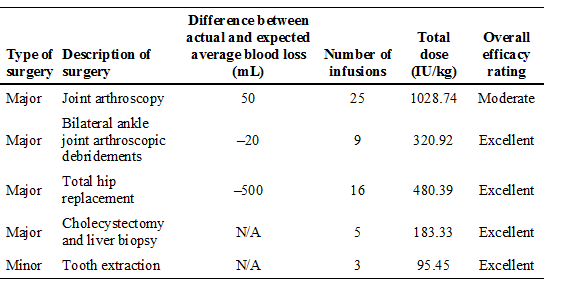 Difference between
actual and expected Total Overall
Type of Description of average blood loss Number of dose efficacy
surgery surgery (mL) infusions (IU/kg) rating
Major Joint arthroscopy 50 25 1028.74 Moderate
Bilateral ankle
Major joint arthroscopic –20 9 320.92 Excellent
debridements
Major Total hip –500 16 480.39 Excellent
replacement
Major Cholecystectomy N/A 5 183.33 Excellent
and liver biopsy
Minor Tooth extraction N/A 3 95.45 Excellent